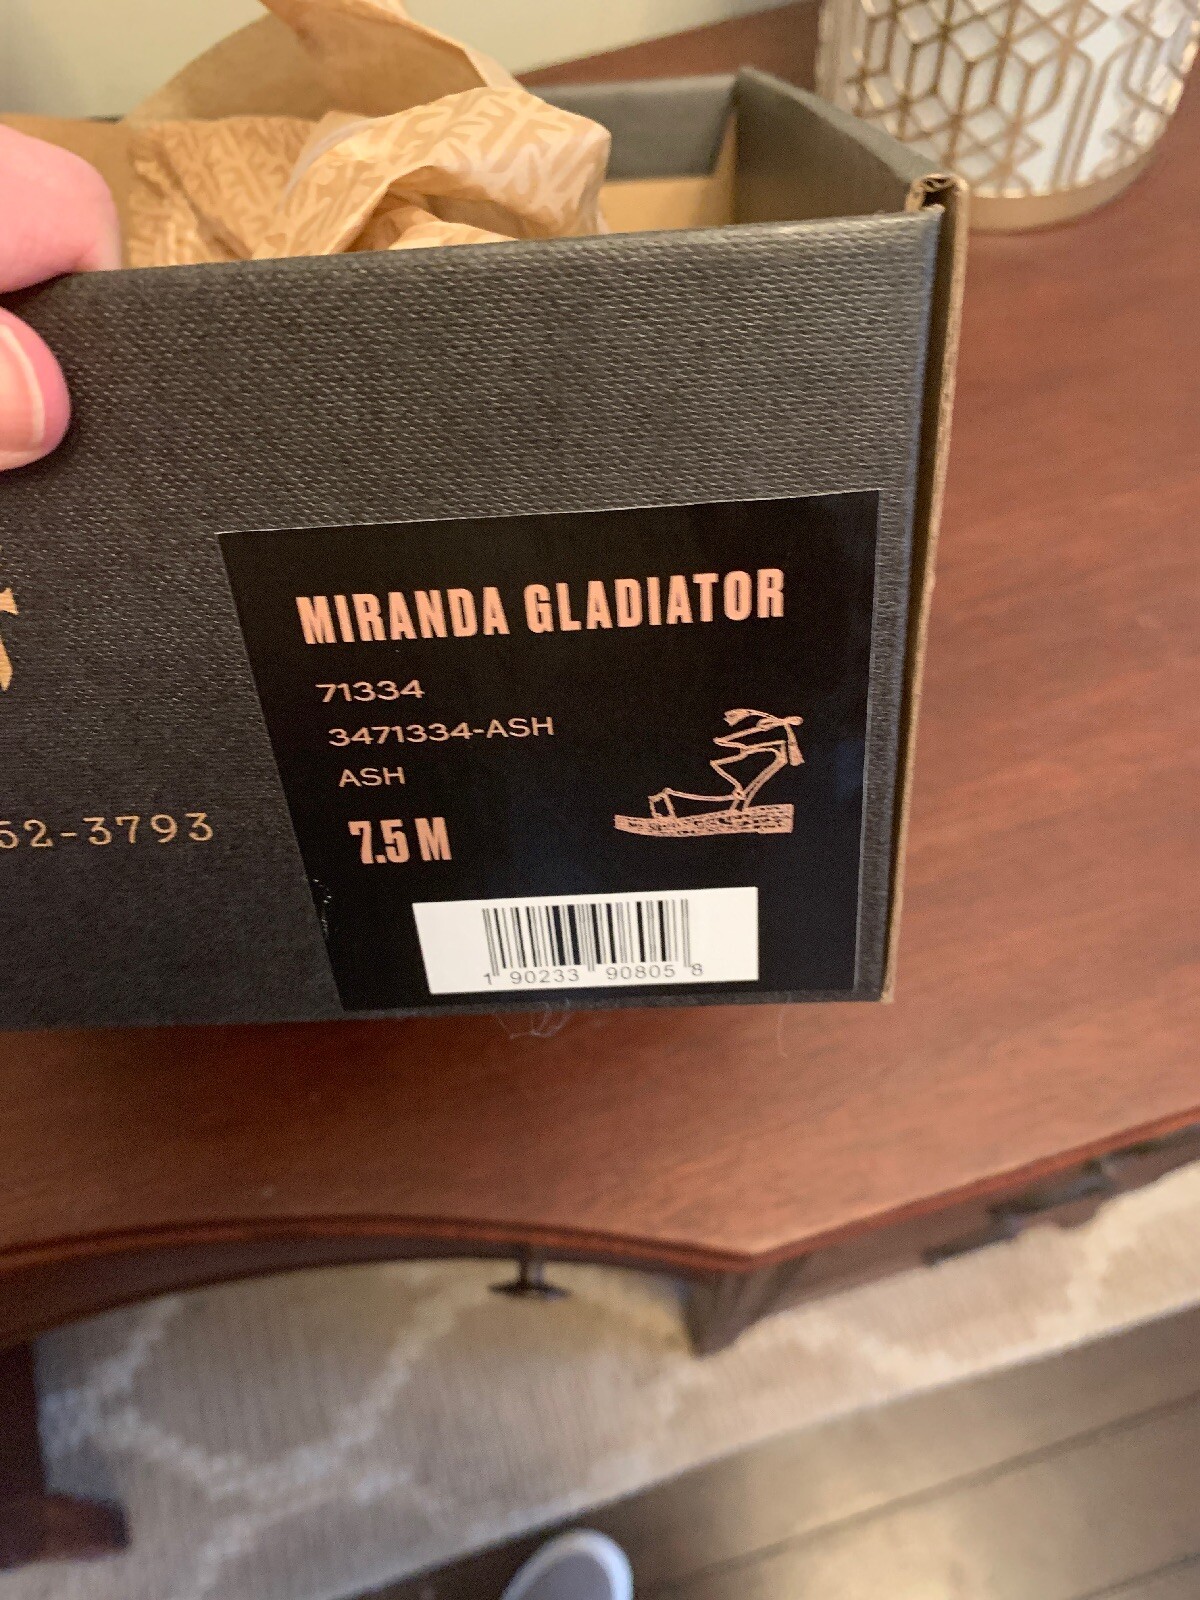 MIRANDA GLADIATOR
71334
3471334-ASH
ASH
7.5 M
52-3793
1 90233 90805 8